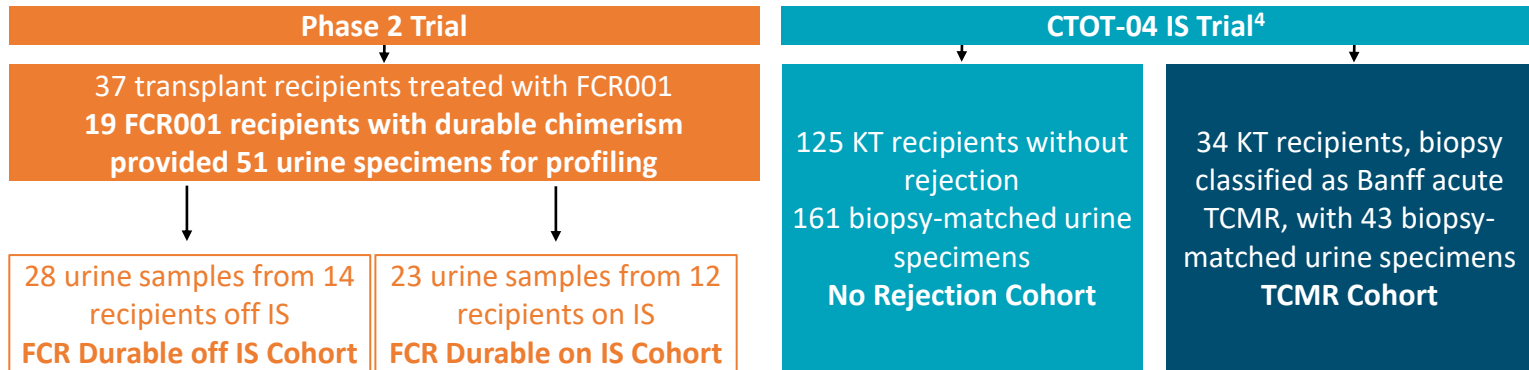 Phase 2 Trial
37 transplant recipients treated with FCR001
19 FCR001 recipients with durable chimerism
provided 51 urine specimens for profiling
28 urine samples from 14
recipients off IS
FCR Durable off IS Cohort
23 urine samples from 12
recipients on IS
FCR Durable on IS Cohort
CTOT-04 IS Trial⁴
125 KT recipients without
rejection
161 biopsy-matched urine
specimens
No Rejection Cohort
34 KT recipients, biopsy
classified as Banff acute
TCMR, with 43 biopsy-
matched urine specimens
TCMR Cohort